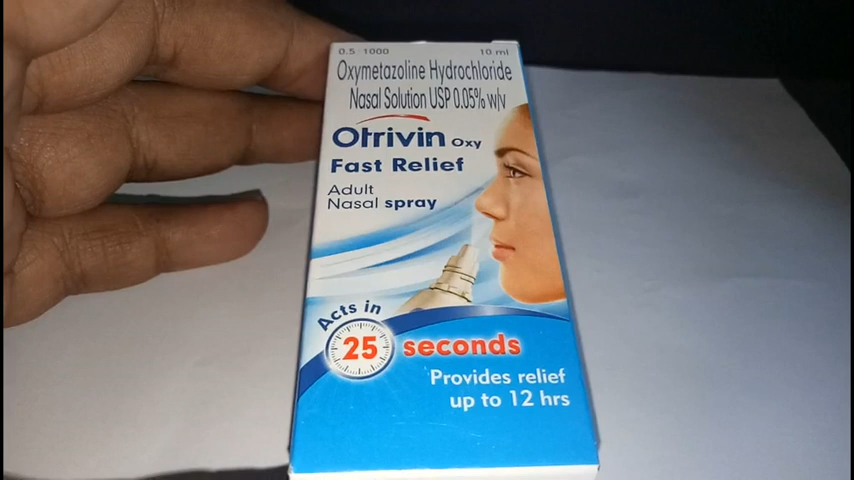 0.5 : 1000 10 ml
Oxymetazoline Hydrochloride
Nasal Solution USP 0.05% w/v
Otrivin Oxy
Fast Relief
Adult
Nasal spray
Acts in
25 seconds
Provides relief
up to 12 hrs